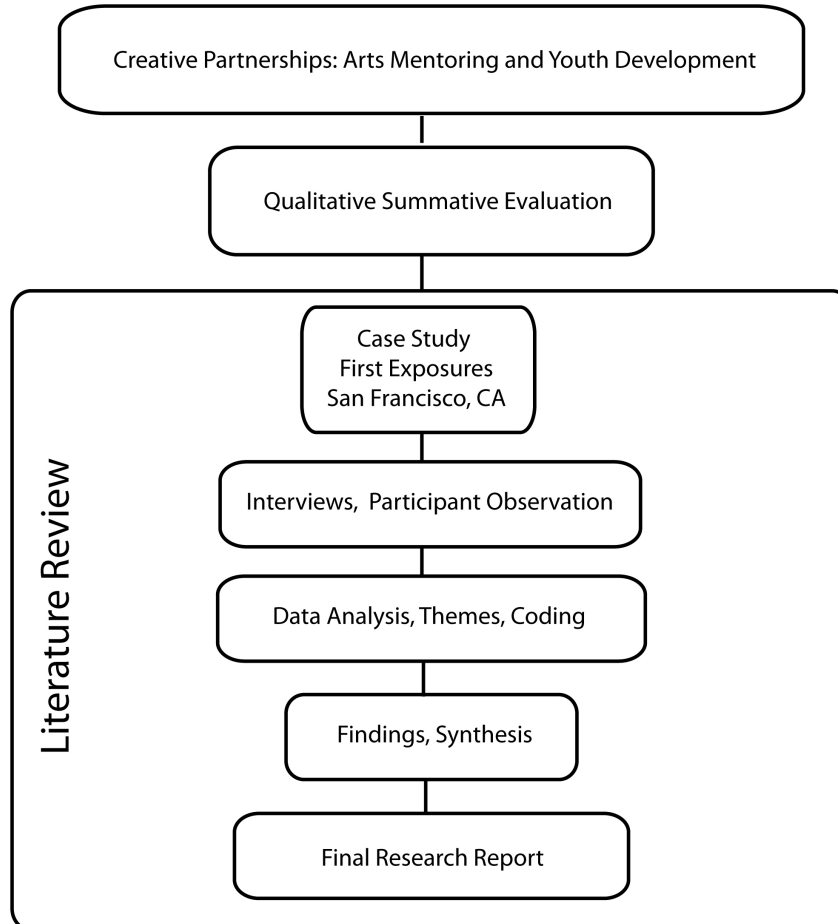 Creative Partnerships: Arts Mentoring and Youth Development
Qualitative Summative Evaluation
Case Study
First Exposures
San Francisco, CA
Interviews,  Participant Observation
Data Analysis, Themes, Coding
Findings, Synthesis
Final Research Report
Literature Review